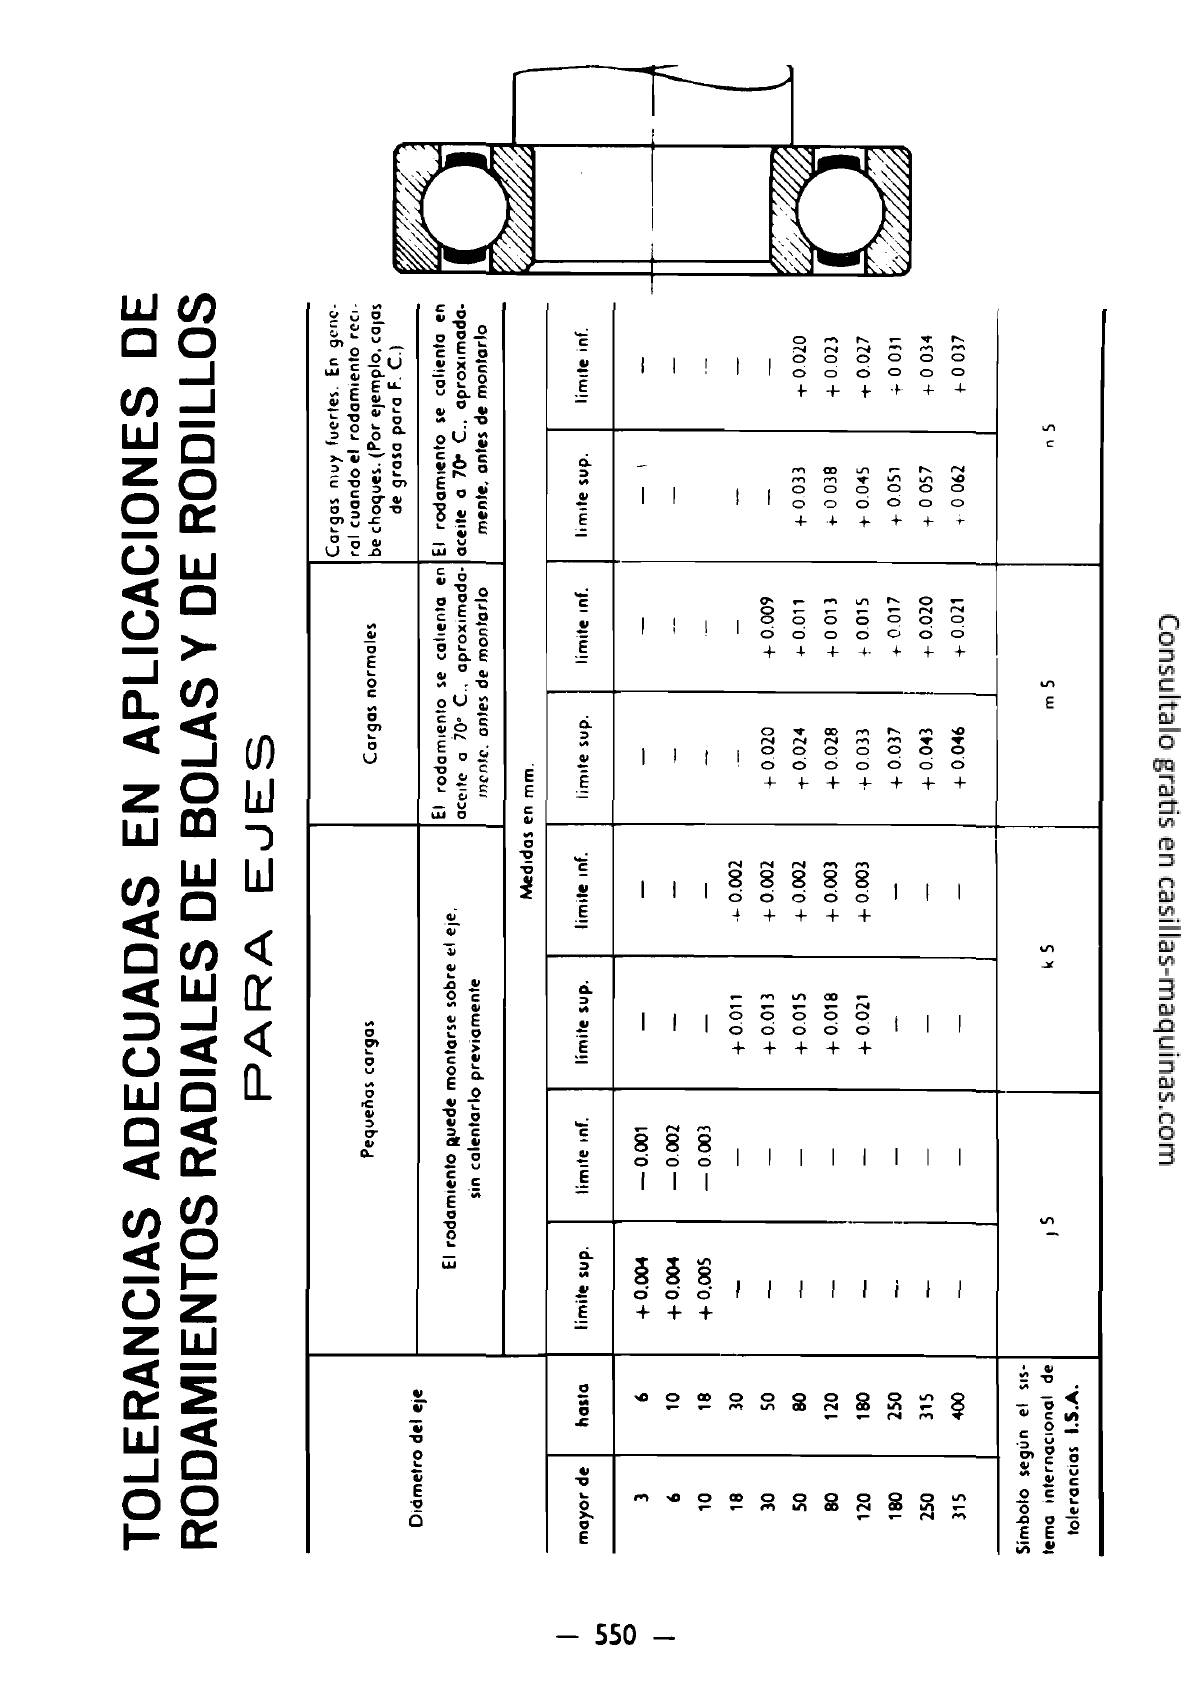 TOLERANCIAS ADECUADAS EN APLICACIONES DE
RODAMIENTOS RADIALES DE BOLAS Y DE RODILLOS
PARA EJES
Diámetro del eje
Pequeñas cargas
Cargas normales
Cargas muy fuertes. En gene-
ral cuando el rodamiento reci-
be choques. (Por ejemplo, cajas
de grasa para F. C.)
El rodamiento puede montarse sobre el eje,
sin calentarlo previamente
El rodamiento se calienta en
aceite a 70° C., aproximada-
mente, antes de montarlo
El rodamiento se calienta en
aceite a 70° C., aproximada-
mente, antes de montarlo
Medidas en mm.
mayor de hasta límite sup. límite inf. límite sup. límite inf. límite sup. límite inf. límite sup. límite inf.
3 6 + 0.004 — 0.001 — — — — — —
6 10 + 0.004 — 0.002 — — — — — —
10 18 + 0.005 — 0.003 — — — — — —
18 30 — — + 0.011 + 0.002 — — — —
30 50 — — + 0.013 + 0.002 + 0.020 + 0.009 — —
50 80 — — + 0.015 + 0.002 + 0.024 + 0.011 + 0 033 + 0.020
80 120 — — + 0.018 + 0.003 + 0.028 + 0 013 + 0 038 + 0.023
120 180 — — + 0.021 + 0.003 + 0.033 + 0.015 + 0.045 + 0.027
180 250 — — — — + 0.037 + 0.017 + 0.051 + 0 031
250 315 — — — — + 0.043 + 0.020 + 0 057 + 0 034
315 400 — — — — + 0.046 + 0.021 + 0 062 + 0 037
Símbolo según el sis-
tema internacional de
tolerancias I.S.A.
j 5 k 5 m 5 n 5
— 550 —
Consultalo gratis en casillas-maquinas.com